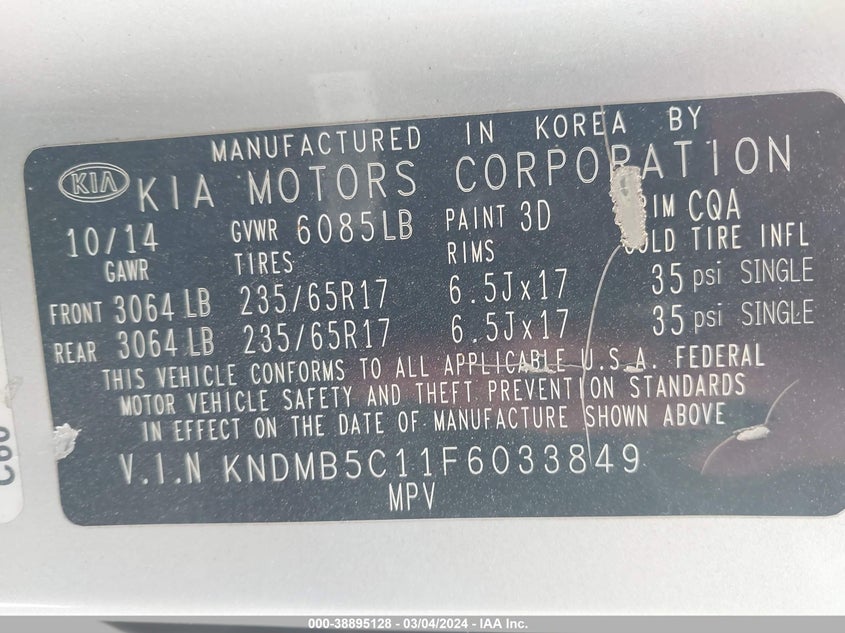 MANUFACTURED IN KOREA BY
KIA KIA MOTORS CORPORATION
10/14 GVWR 6085LB PAINT 3D CQA
GAWR TIRES RIMS TIRE INFL
FRONT 3064 LB 235/65R17 6.5Jx17 35 psi SINGLE
REAR 3064 LB 235/65R17 6.5Jx17 35 psi SINGLE
THIS VEHICLE CONFORMS TO ALL APPLICABLE U.S.A. FEDERAL
MOTOR VEHICLE SAFETY AND THEFT PREVENTION STANDARDS
IN EFFECT ON THE DATE OF MANUFACTURE SHOWN ABOVE
V.I.N KNDMB5C11F6033849
MPV
000-38895128 - 03/04/2024 - IAA Inc.